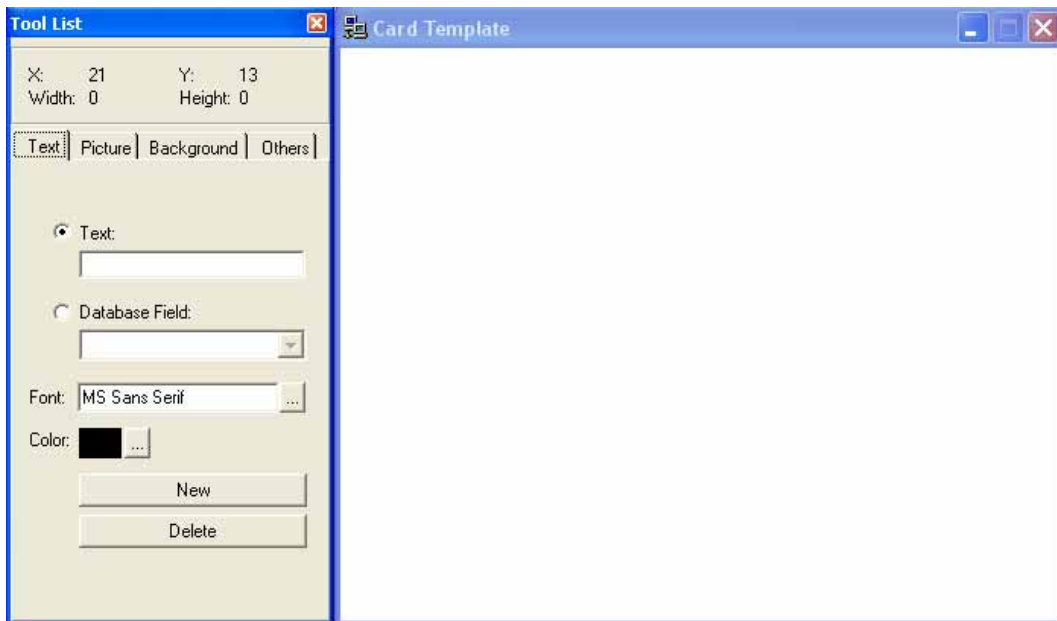 Tool List
Card Template
X: 21 Y: 13
Width: 0 Height: 0
Text Picture Background Others
Text:
Database Field:
Font: MS Sans Serif ...
Color: ...
New
Delete